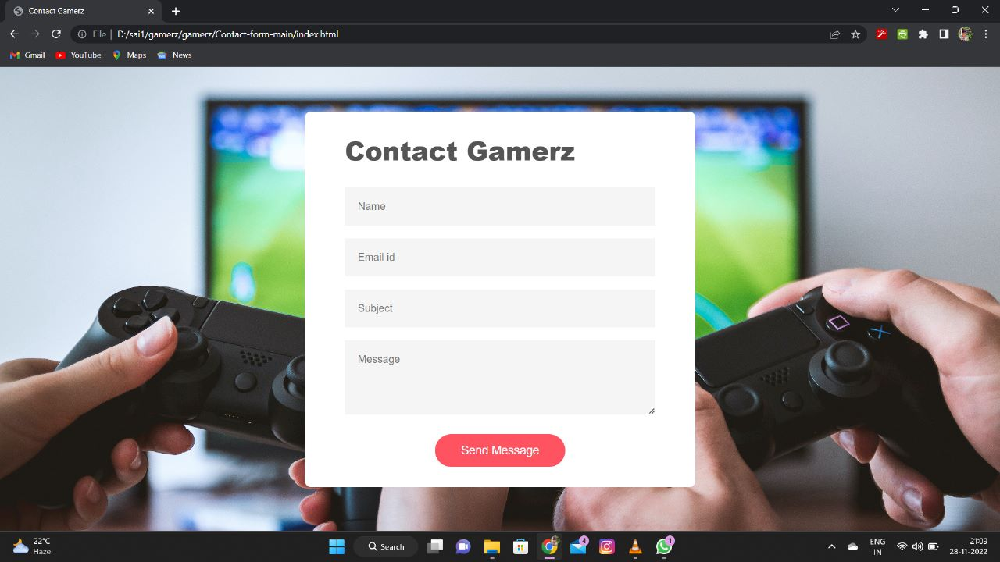 Contact Gamerz
File | D:/sai1/gamerz/gamerz/Contact-form-main/index.html
Gmail YouTube Maps News
Contact Gamerz
Name
Email id
Subject
Message
Send Message
22°C
Haze
Search
4
1
ENG
IN
21:09
28-11-2022